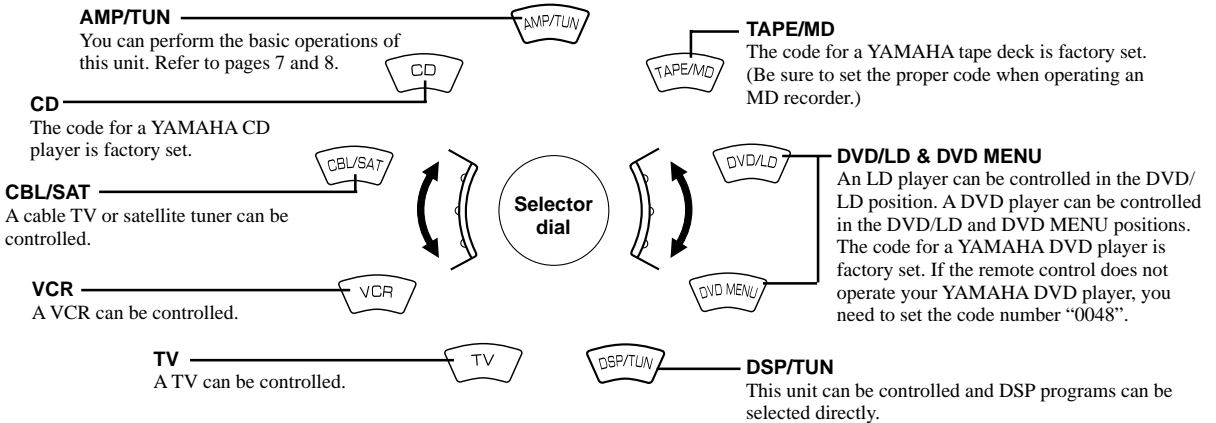 AMP/TUN
You can perform the basic operations of
this unit. Refer to pages 7 and 8.
CD
The code for a YAMAHA CD
player is factory set.
CBL/SAT
A cable TV or satellite tuner can be
controlled.
VCR
A VCR can be controlled.
TV
A TV can be controlled.
AMP/TUN
CD
CBL/SAT
VCR
TV
Selector
dial
TAPE/MD
DVD/LD
DVD MENU
DSP/TUN
TAPE/MD
The code for a YAMAHA tape deck is factory set.
(Be sure to set the proper code when operating an
MD recorder.)
DVD/LD & DVD MENU
An LD player can be controlled in the DVD/
LD position. A DVD player can be controlled
in the DVD/LD and DVD MENU positions.
The code for a YAMAHA DVD player is
factory set. If the remote control does not
operate your YAMAHA DVD player, you
need to set the code number “0048”.
DSP/TUN
This unit can be controlled and DSP programs can be
selected directly.